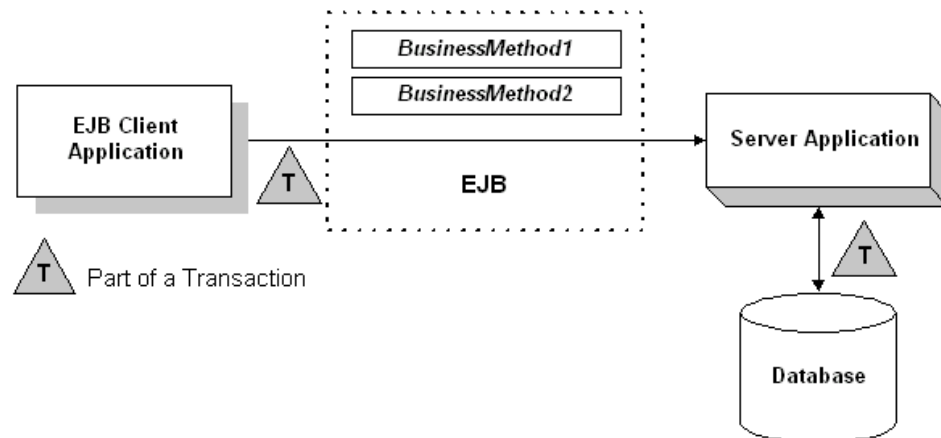 BusinessMethod1
BusinessMethod2
EJB Client
Application
Server Application
T
EJB
T
T
Part of a Transaction
Database